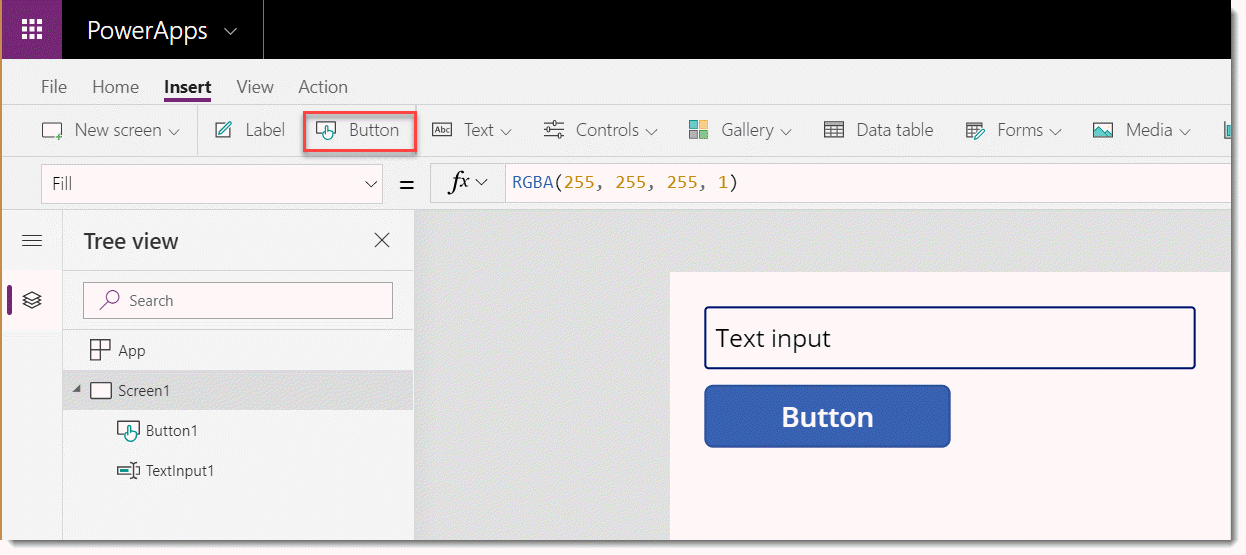 PowerApps
File Home Insert View Action
New screen Label Button Abc Text Controls Gallery Data table Forms Media
Fill = fx RGBA(255, 255, 255, 1)
Tree view
Search
App
Screen1
Button1
TextInput1
Text input
Button